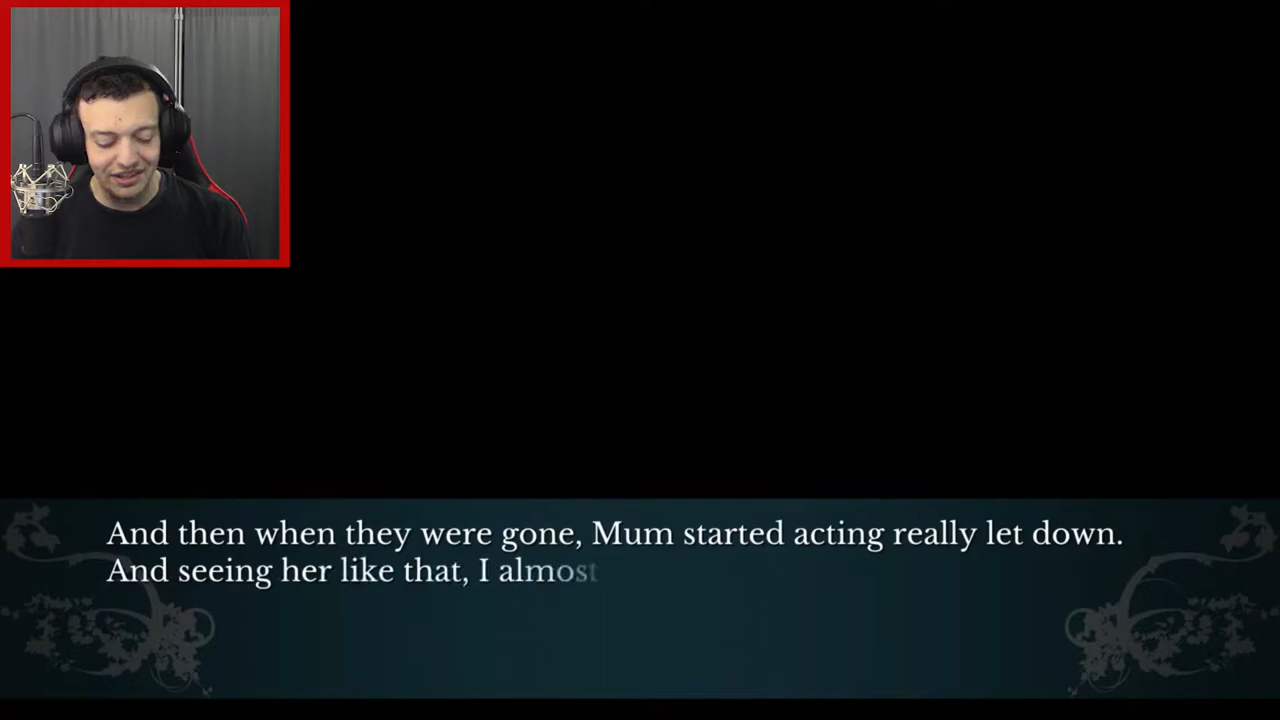 And then when they were gone, Mum started acting really let down.
And seeing her like that, I almost